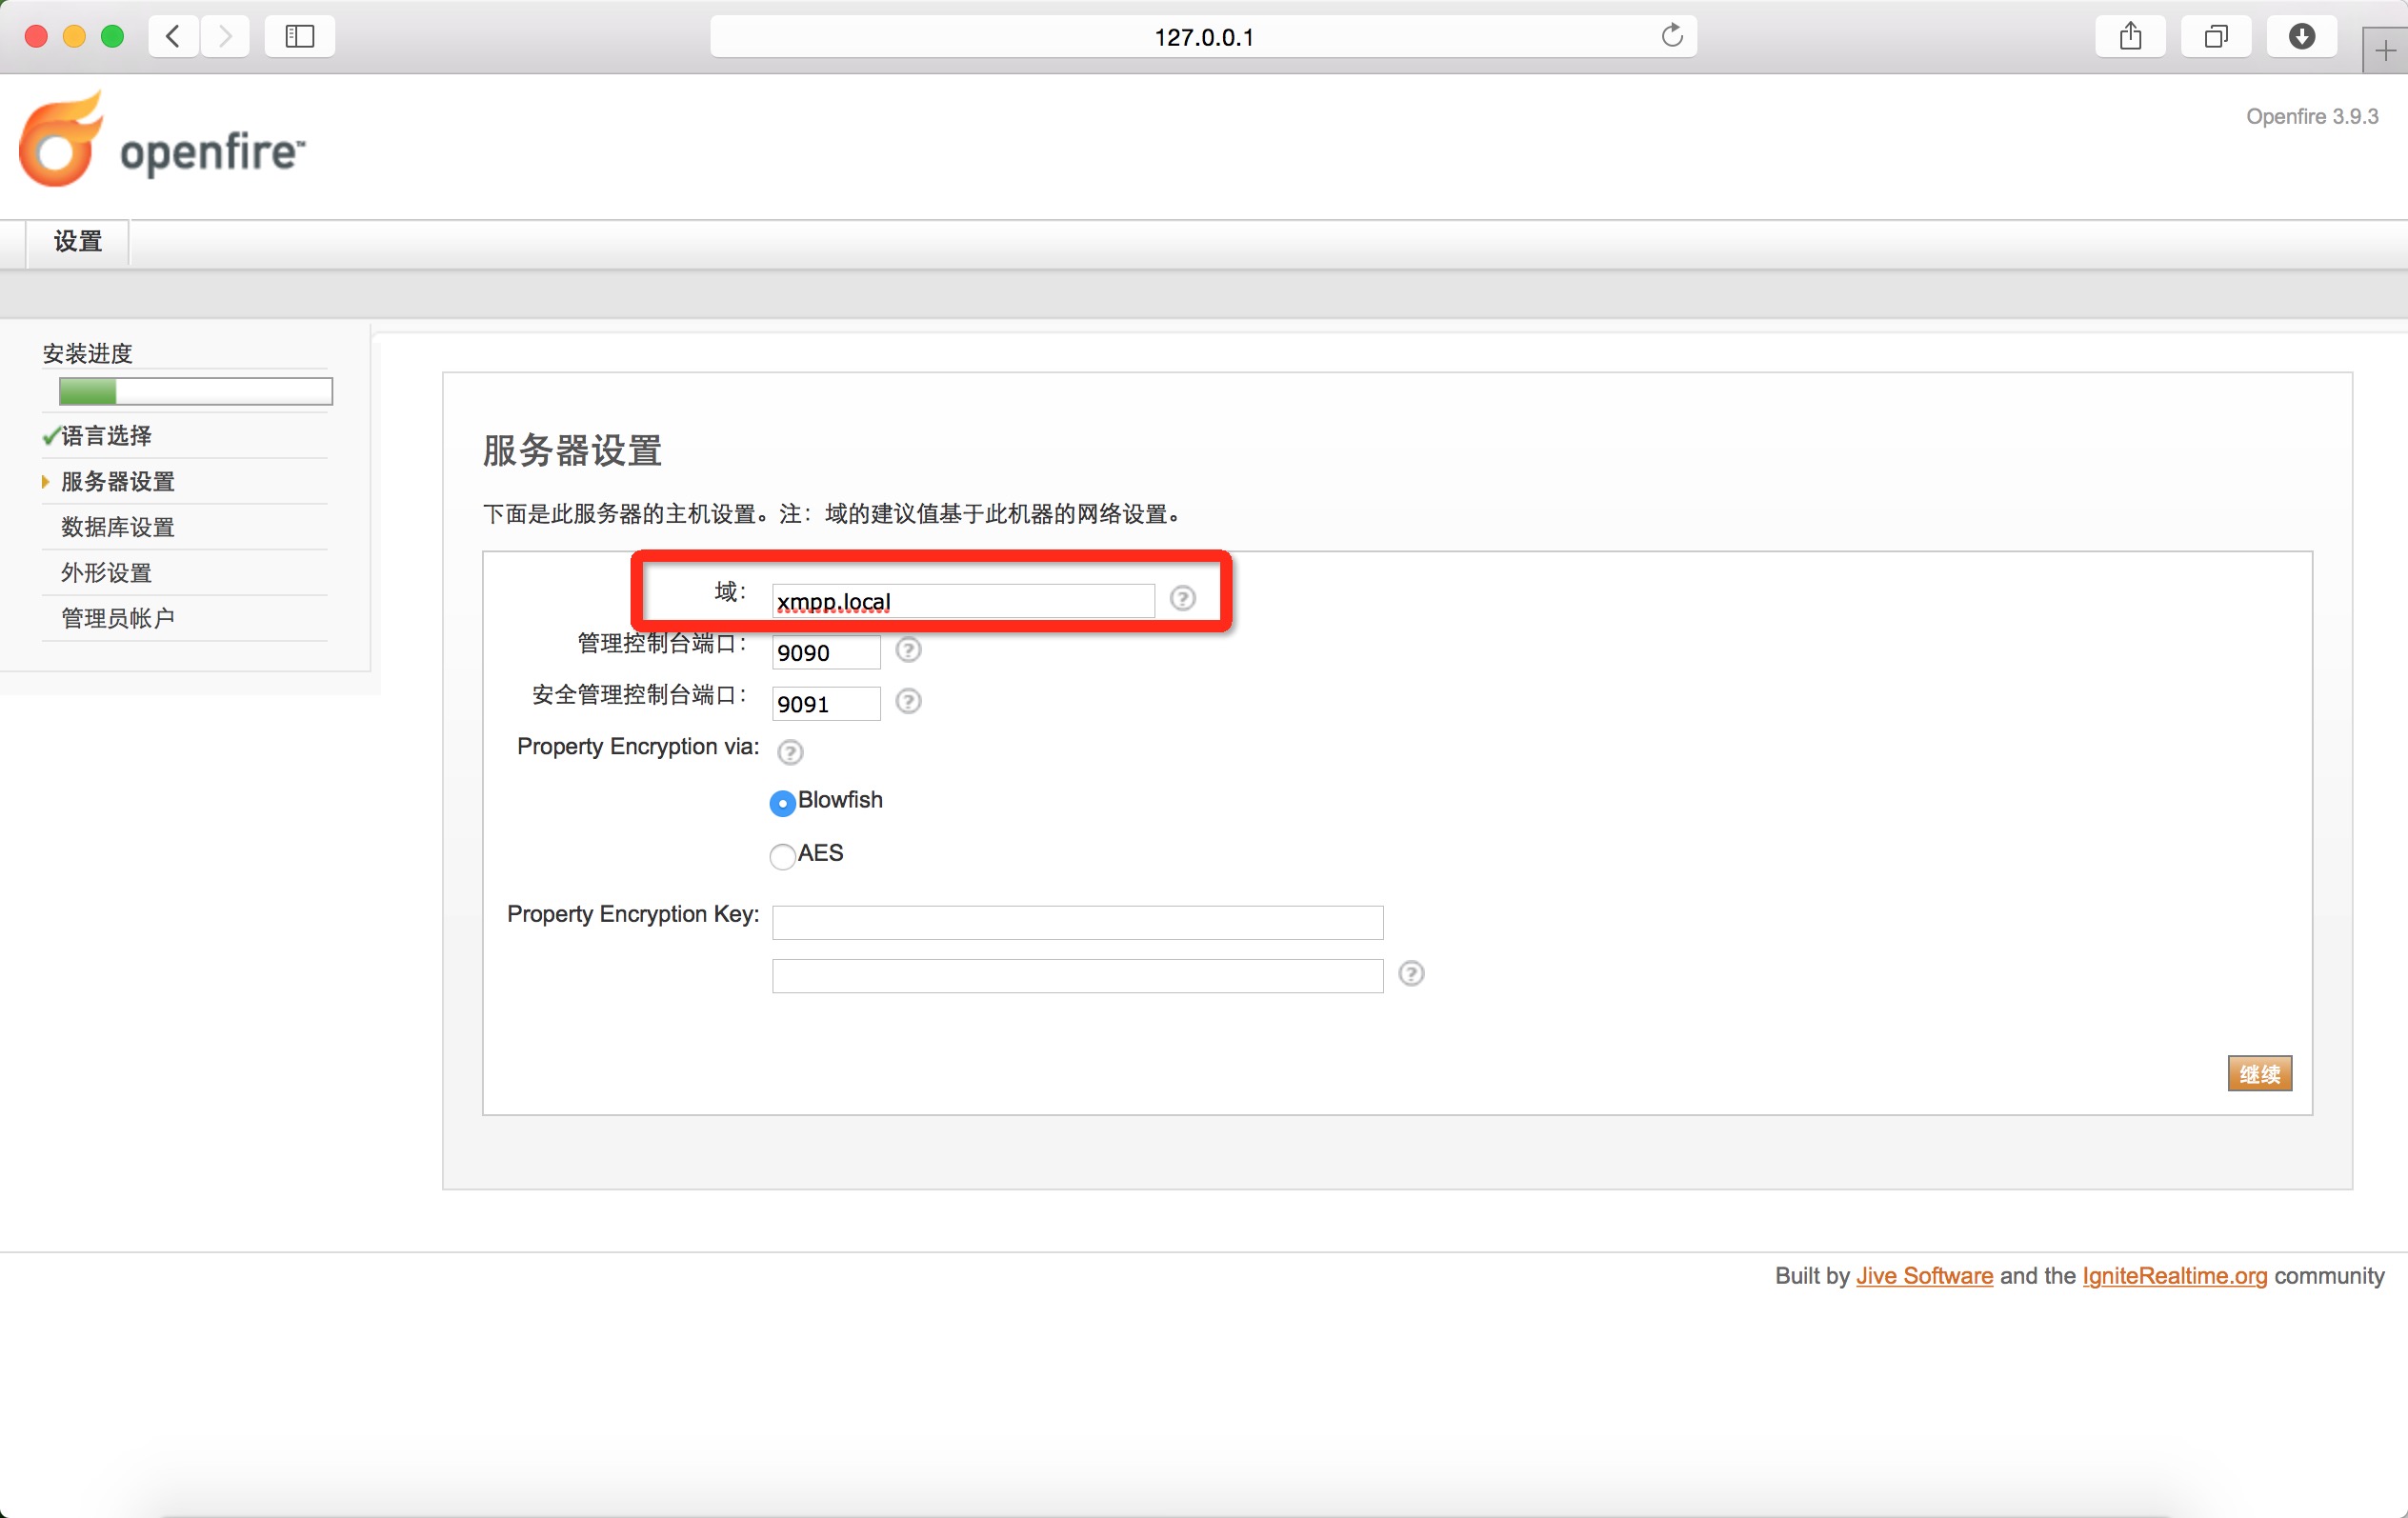 127.0.0.1
openfire™
Openfire 3.9.3
设置
安装进度
语言选择
服务器设置
数据库设置
外形设置
管理员帐户
服务器设置
下面是此服务器的主机设置。注：域的建议值基于此机器的网络设置。
域： xmpp.local
管理控制台端口： 9090
安全管理控制台端口： 9091
Property Encryption via:
Blowfish
AES
Property Encryption Key:
继续
Built by Jive Software and the IgniteRealtime.org community